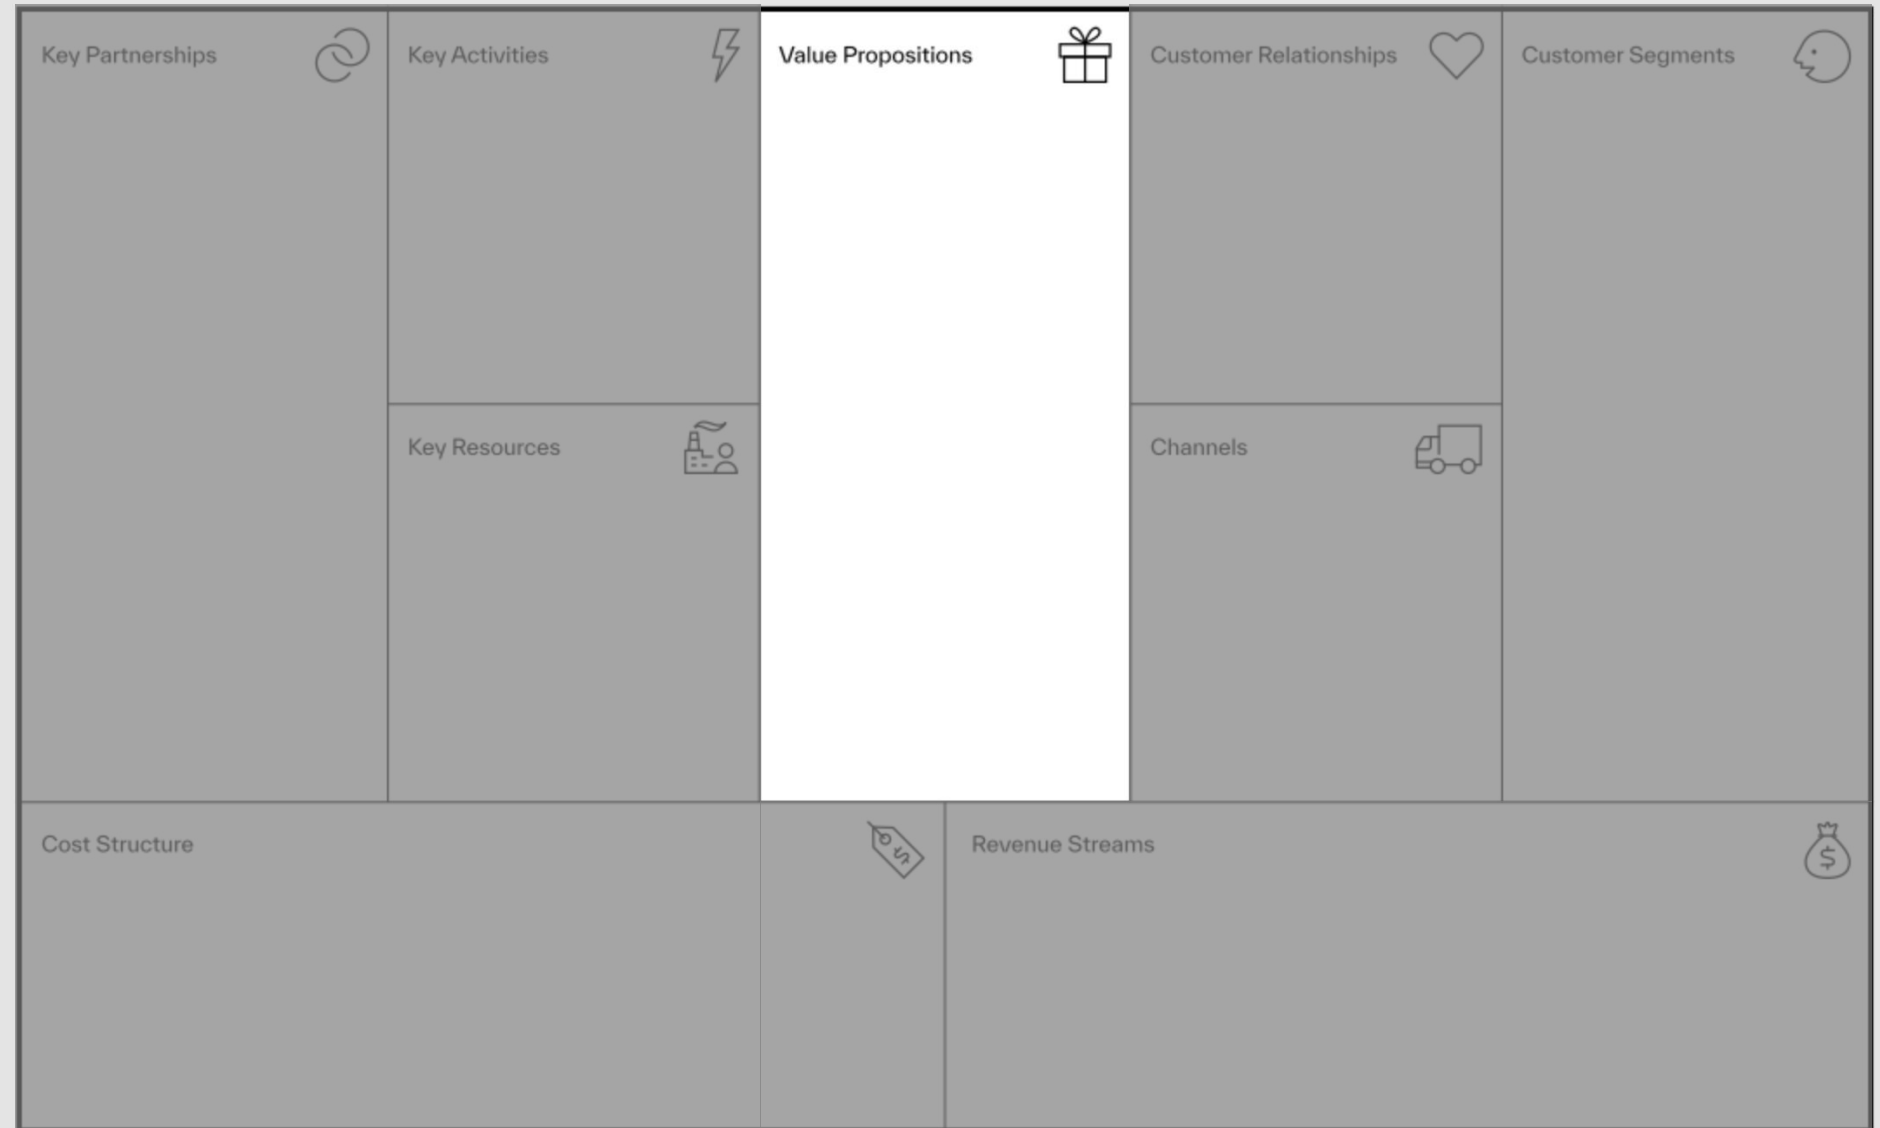 Key Partnerships
Key Activities
Value Propositions
Customer Relationships
Customer Segments
Key Resources
Channels
Cost Structure
$
Revenue Streams
$